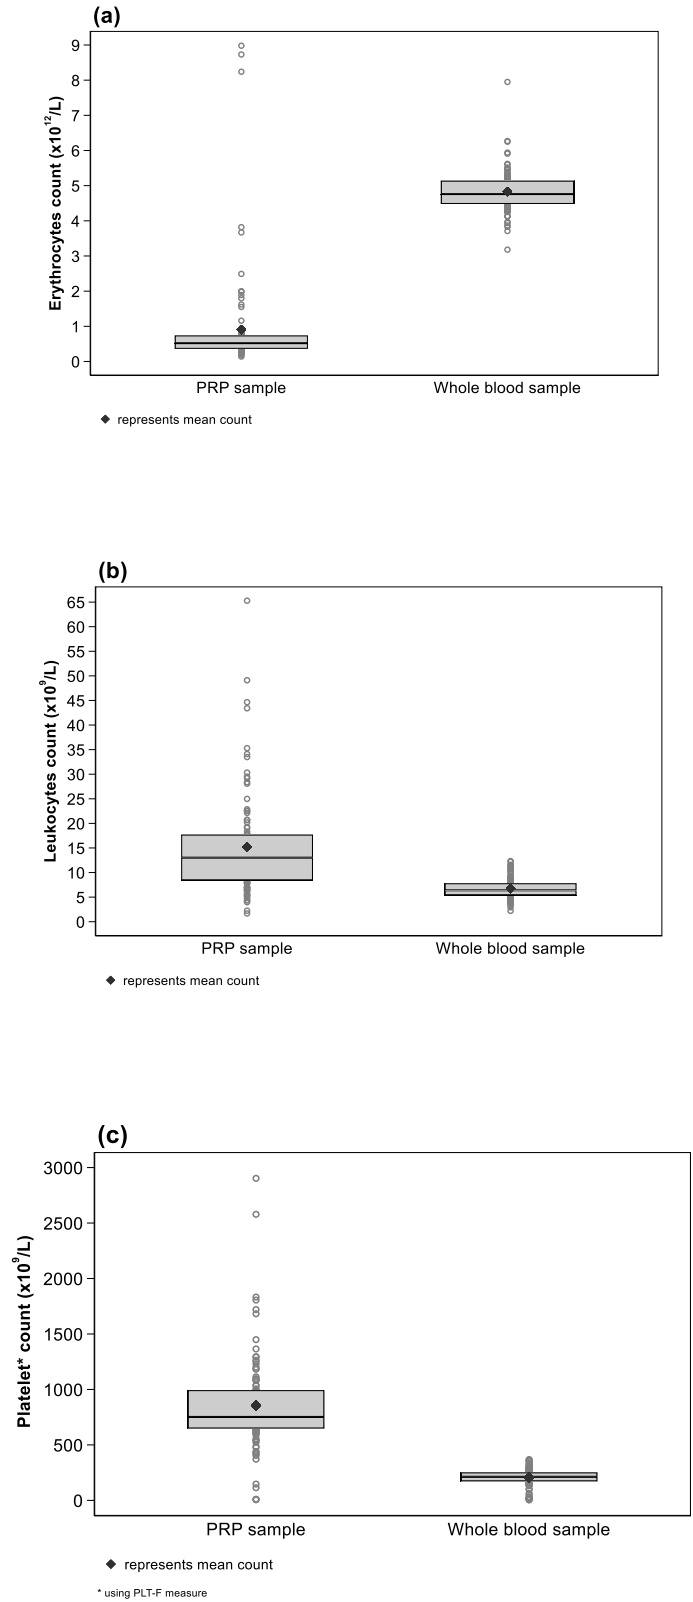 (a)
Erythrocytes count (x10¹²/L)
9
8
7
6
5
4
3
2
1
0
PRP sample Whole blood sample
represents mean count
(b)
Leukocytes count (x10⁹/L)
65
60
55
50
45
40
35
30
25
20
15
10
5
0
PRP sample Whole blood sample
represents mean count
(c)
Platelet* count (x10⁹/L)
3000
2500
2000
1500
1000
500
0
PRP sample Whole blood sample
represents mean count
* using PLT-F measure